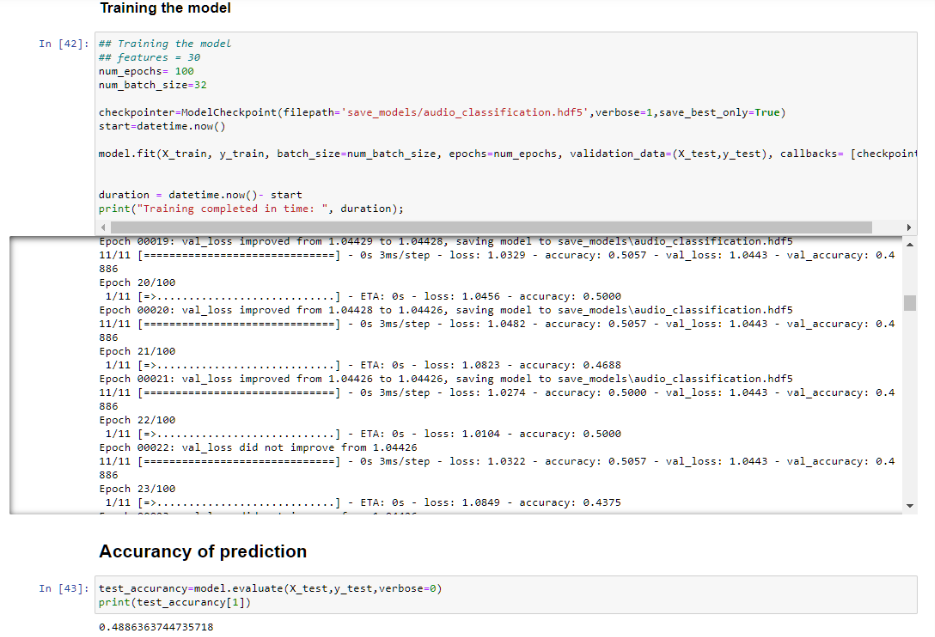 Training the model
In [42]: ## Training the model
## features = 30
num_epochs= 100
num_batch_size=32
checkpointer=ModelCheckpoint(filepath='save_models/audio_classification.hdf5',verbose=1,save_best_only=True)
start=datetime.now()
model.fit(X_train, y_train, batch_size=num_batch_size, epochs=num_epochs, validation_data=(X_test,y_test), callbacks= [checkpoint
duration = datetime.now()- start
print("Training completed in time: ", duration);
Epoch 00019: val_loss improved from 1.04429 to 1.04428, saving model to save_models\audio_classification.hdf5
11/11 [==============================] - 0s 3ms/step - loss: 1.0329 - accuracy: 0.5057 - val_loss: 1.0443 - val_accuracy: 0.4
886
Epoch 20/100
1/11 [=>............................] - ETA: 0s - loss: 1.0456 - accuracy: 0.5000
Epoch 00020: val_loss improved from 1.04428 to 1.04426, saving model to save_models\audio_classification.hdf5
11/11 [==============================] - 0s 3ms/step - loss: 1.0482 - accuracy: 0.5057 - val_loss: 1.0443 - val_accuracy: 0.4
886
Epoch 21/100
1/11 [=>............................] - ETA: 0s - loss: 1.0823 - accuracy: 0.4688
Epoch 00021: val_loss improved from 1.04426 to 1.04426, saving model to save_models\audio_classification.hdf5
11/11 [==============================] - 0s 3ms/step - loss: 1.0274 - accuracy: 0.5000 - val_loss: 1.0443 - val_accuracy: 0.4
886
Epoch 22/100
1/11 [=>............................] - ETA: 0s - loss: 1.0104 - accuracy: 0.5000
Epoch 00022: val_loss did not improve from 1.04426
11/11 [==============================] - 0s 3ms/step - loss: 1.0322 - accuracy: 0.5057 - val_loss: 1.0443 - val_accuracy: 0.4
886
Epoch 23/100
1/11 [=>............................] - ETA: 0s - loss: 1.0849 - accuracy: 0.4375
Accurancy of prediction
In [43]: test_accurancy=model.evaluate(X_test,y_test,verbose=0)
print(test_accurancy[1])
0.4886363744735718